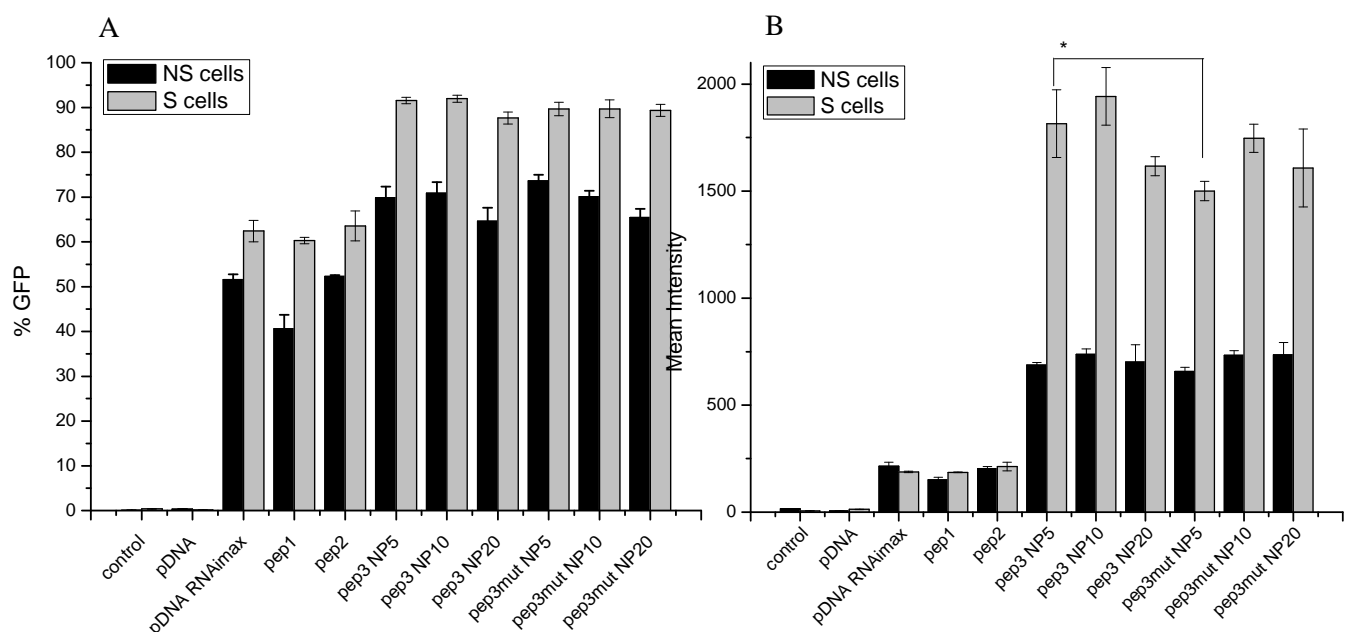 A
NS cells
S cells
% GFP
100
90
80
70
60
50
40
30
20
10
0
control
pDNA
pDNA RNAimax
pep1
pep2
pep3 NP5
pep3 NP10
pep3 NP20
pep3mut NP5
pep3mut NP10
pep3mut NP20
B
*
NS cells
S cells
Mean Intensity
2000
1500
1000
500
0
control
pDNA
pDNA RNAimax
pep1
pep2
pep3 NP5
pep3 NP10
pep3 NP20
pep3mut NP5
pep3mut NP10
pep3mut NP20